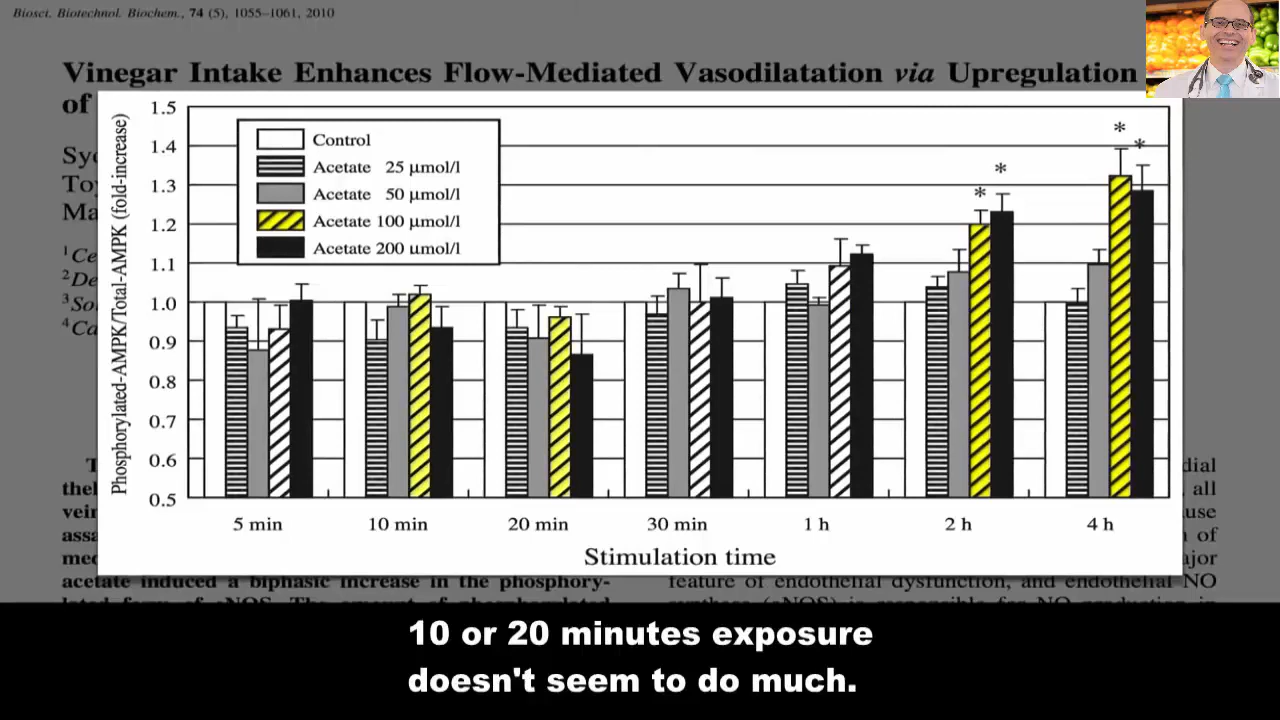 Biosci. Biotechnol. Biochem., 74 (5), 1055–1061, 2010
Vinegar Intake Enhances Flow-Mediated Vasodilatation via Upregulation
of
1.5
1.4
1.3
1.2
1.1
1.0
0.9
0.8
0.7
0.6
0.5
Phosphorylated-AMPK/Total-AMPK (fold-increase)
Control
Acetate 25 µmol/l
Acetate 50 µmol/l
Acetate 100 µmol/l
Acetate 200 µmol/l
* * * *
5 min 10 min 20 min 30 min 1 h 2 h 4 h
Stimulation time
all
of
acetate induced a biphasic increase in the phosphory-
feature of endothelial dysfunction, and endothelial NO
10 or 20 minutes exposure
doesn't seem to do much.